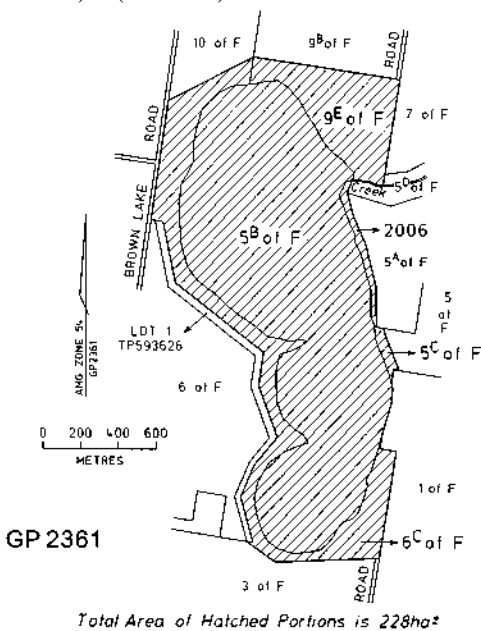 10 of F
9B of F
ROAD
9E of F
7 of F
ROAD
Creek
5D of F
BROWN LAKE
5B of F
2006
5A of F
5 of F
LOT 1
TP593626
5C of F
AMG ZONE 54
GP2361
6 of F
0 200 400 600
METRES
1 of F
GP 2361
6C of F
3 of F
ROAD
Total Area of Hatched Portions is 228ha±